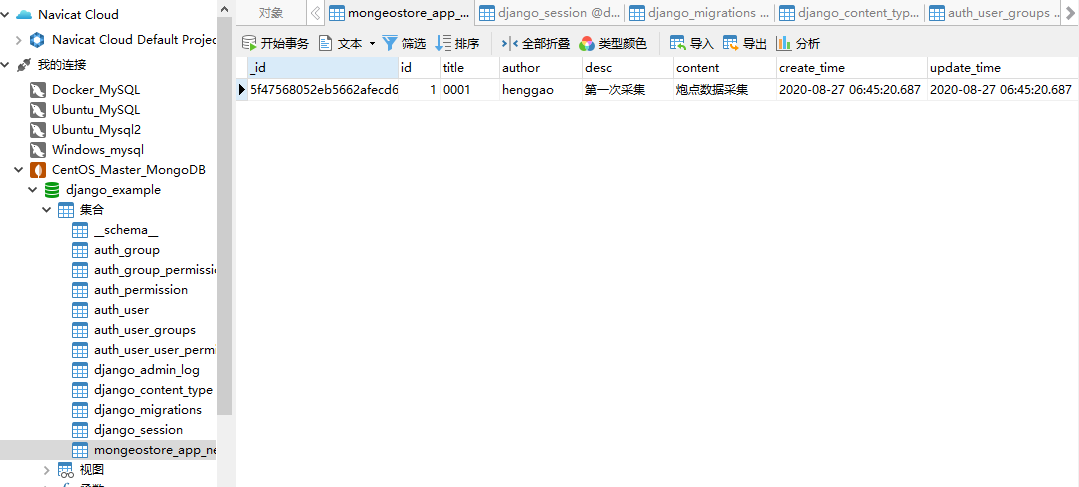 Navicat Cloud
Navicat Cloud Default Projec
我的连接
Docker_MySQL
Ubuntu_MySQL
Ubuntu_Mysql2
Windows_mysql
CentOS_Master_MongoDB
django_example
集合
__schema__
auth_group
auth_group_permissi
auth_permission
auth_user
auth_user_groups
auth_user_user_permi
django_admin_log
django_content_type
django_migrations
django_session
mongeostore_app_ne
视图
对象 mongeostore_app_... django_session @d... django_migrations ... django_content_typ... auth_user_groups ...
开始事务 文本 筛选 排序 全部折叠 类型颜色 导入 导出 分析
_id id title author desc content create_time update_time
5f47568052eb5662afecd6 1 0001 henggao 第一次采集 炮点数据采集 2020-08-27 06:45:20.687 2020-08-27 06:45:20.687